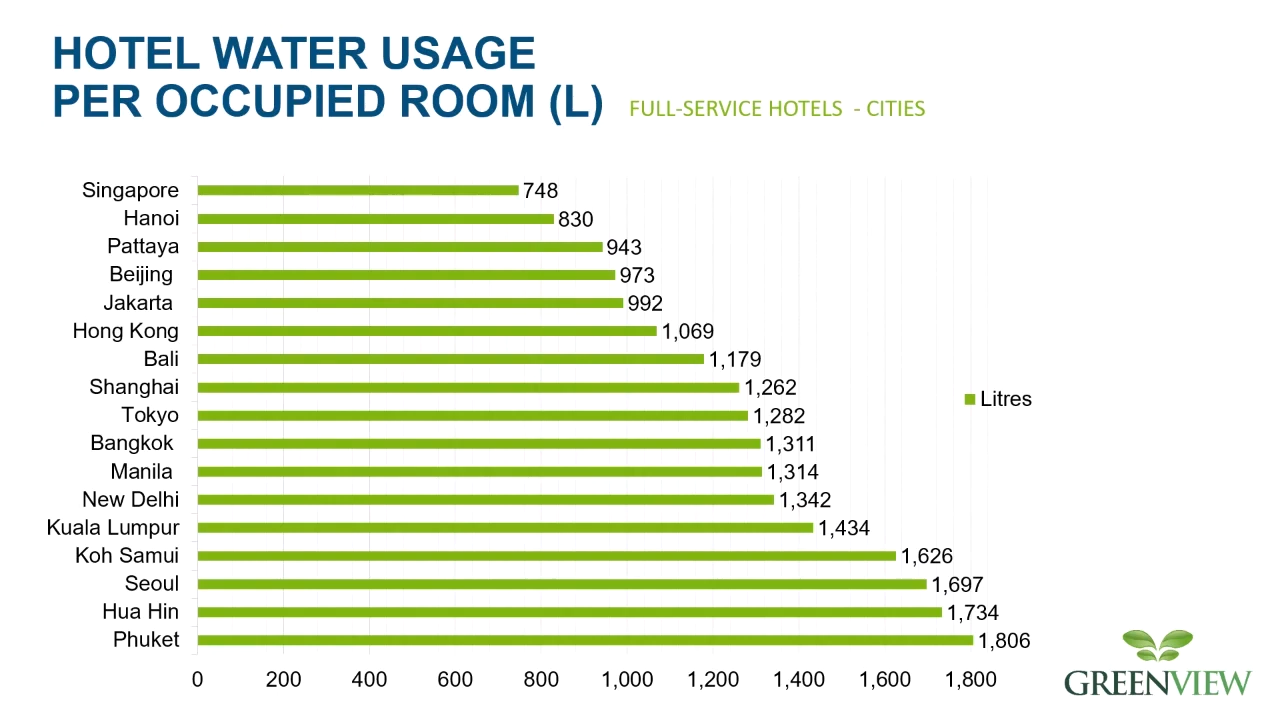 HOTEL WATER USAGE
PER OCCUPIED ROOM (L) FULL-SERVICE HOTELS - CITIES
Singapore 748
Hanoi 830
Pattaya 943
Beijing 973
Jakarta 992
Hong Kong 1,069
Bali 1,179
Shanghai 1,262
Litres
Tokyo 1,282
Bangkok 1,311
Manila 1,314
New Delhi 1,342
Kuala Lumpur 1,434
Koh Samui 1,626
Seoul 1,697
Hua Hin 1,734
Phuket 1,806
0 200 400 600 800 1,000 1,200 1,400 1,600 1,800
GREENVIEW